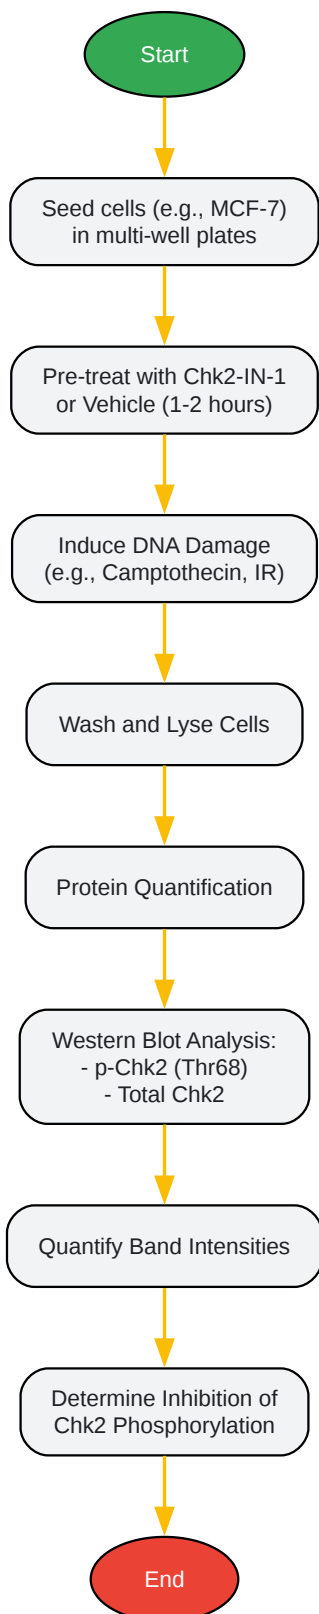 Start
Seed cells (e.g., MCF-7)
in multi-well plates
Pre-treat with Chk2-IN-1
or Vehicle (1-2 hours)
Induce DNA Damage
(e.g., Camptothecin, IR)
Wash and Lyse Cells
Protein Quantification
Western Blot Analysis:
- p-Chk2 (Thr68)
- Total Chk2
Quantify Band Intensities
Determine Inhibition of
Chk2 Phosphorylation
End